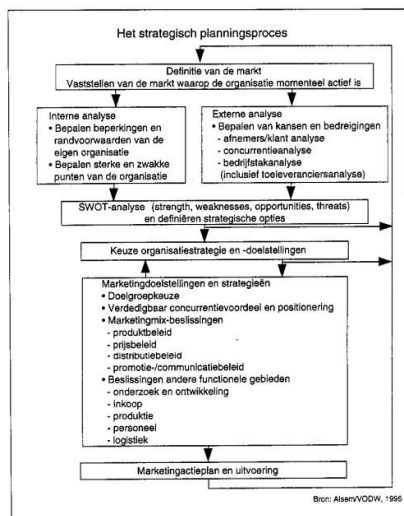 Het strategisch planningsproces
Definitie van de markt
Vaststellen van de markt waarop de organisatie momenteel actief is
Interne analyse
• Bepalen beperkingen en
randvoorwaarden van de
eigen organisatie
• Bepalen sterke en zwakke
punten van de organisatie
Externe analyse
• Bepalen van kansen en bedreigingen
- afnemers/klant analyse
- concurrentieanalyse
- bedrijfstakanalyse
(inclusief toeleveranciersanalyse)
SWOT-analyse (strength, weaknesses, opportunities, threats)
en definiëren strategische opties
Keuze organisatiestrategie en -doelstellingen
Marketingdoelstellingen en strategieën
• Doelgroepkeuze
• Verdedigbaar concurrentievoordeel en positionering
• Marketingmix-beslissingen
- produktbeleid
- prijsbeleid
- distributiebeleid
- promotie-/communicatiebeleid
• Beslissingen andere functionele gebieden
- onderzoek en ontwikkeling
- inkoop
- produktie
- personeel
- logistiek
Marketingactieplan en uitvoering
Bron: Alsem/VODW, 1996